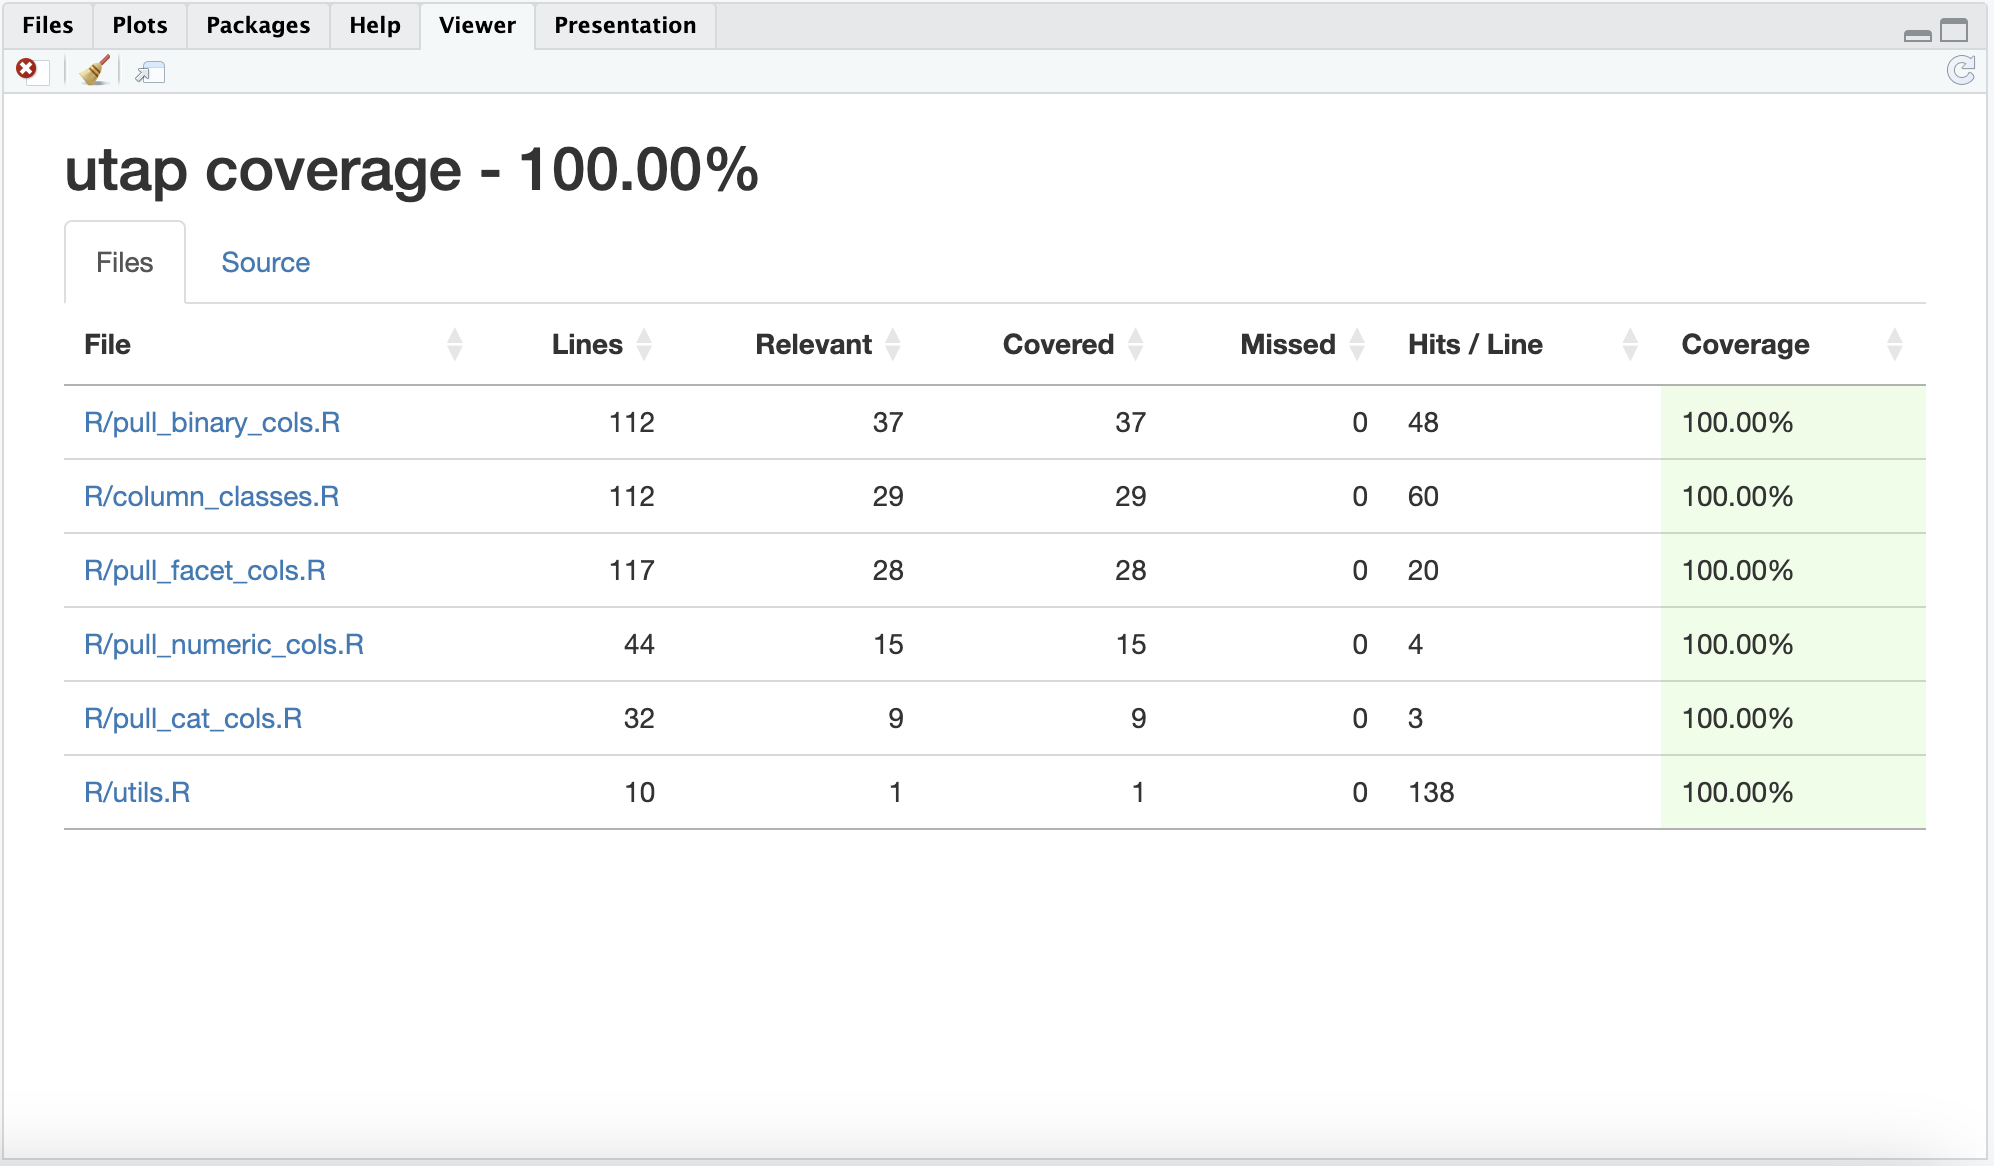 Files Plots Packages Help Viewer Presentation
utap coverage - 100.00%
Files Source
File Lines Relevant Covered Missed Hits / Line Coverage
R/pull_binary_cols.R 112 37 37 0 48 100.00%
R/column_classes.R 112 29 29 0 60 100.00%
R/pull_facet_cols.R 117 28 28 0 20 100.00%
R/pull_numeric_cols.R 44 15 15 0 4 100.00%
R/pull_cat_cols.R 32 9 9 0 3 100.00%
R/utils.R 10 1 1 0 138 100.00%